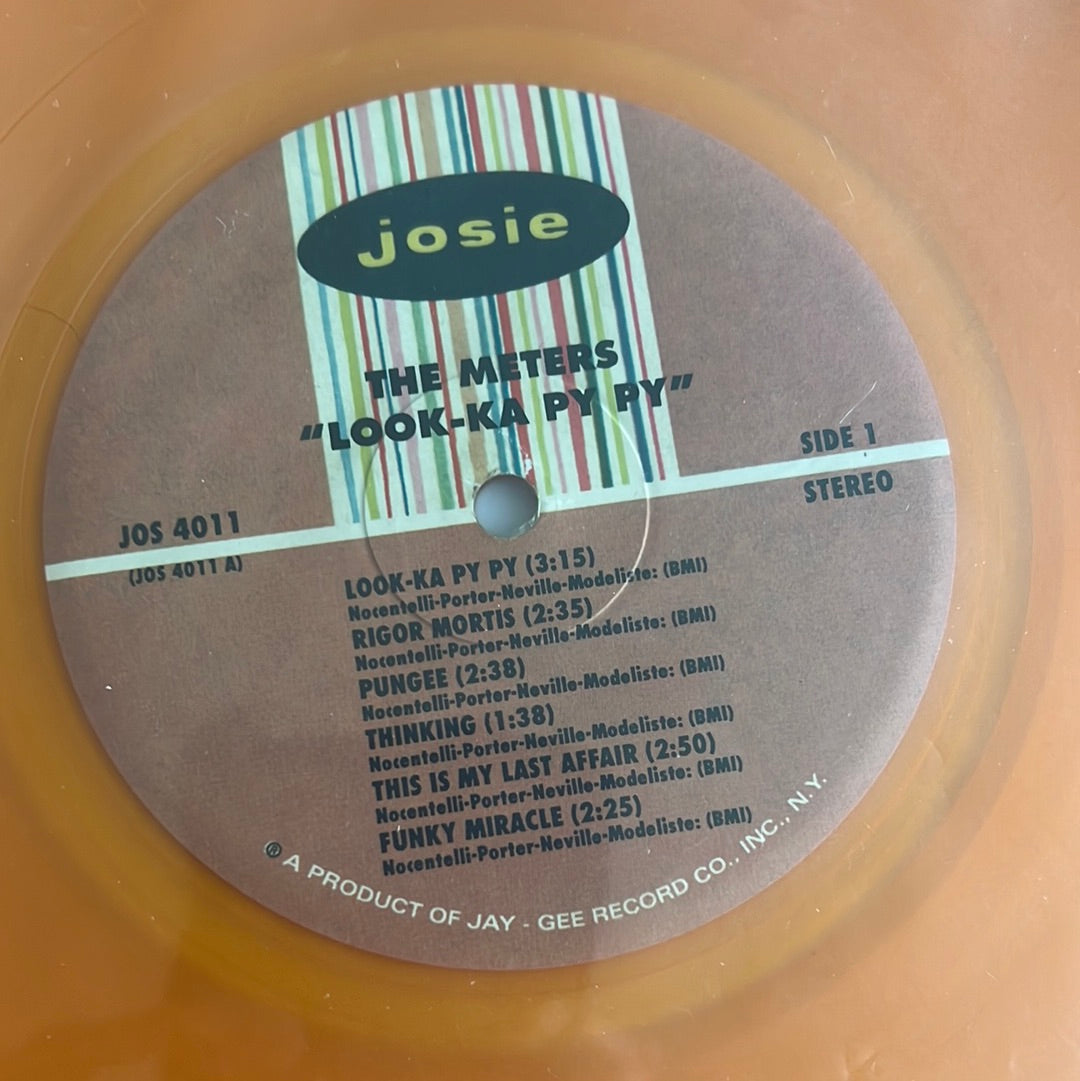 josie
THE METERS
"LOOK-KA PY PY"
SIDE 1
STEREO
JOS 4011
(JOS 4011 A)
LOOK-KA PY PY (3:15)
Nocentelli-Porter-Neville-Modeliste: (BMI)
RIGOR MORTIS (2:35)
Nocentelli-Porter-Neville-Modeliste: (BMI)
PUNGEE (2:38)
Nocentelli-Porter-Neville-Modeliste: (BMI)
THINKING (1:38)
Nocentelli-Porter-Neville-Modeliste: (BMI)
THIS IS MY LAST AFFAIR (2:50)
Nocentelli-Porter-Neville-Modeliste: (BMI)
FUNKY MIRACLE (2:25)
Nocentelli-Porter-Neville-Modeliste: (BMI)
® A PRODUCT OF JAY - GEE RECORD CO., INC., N.Y.